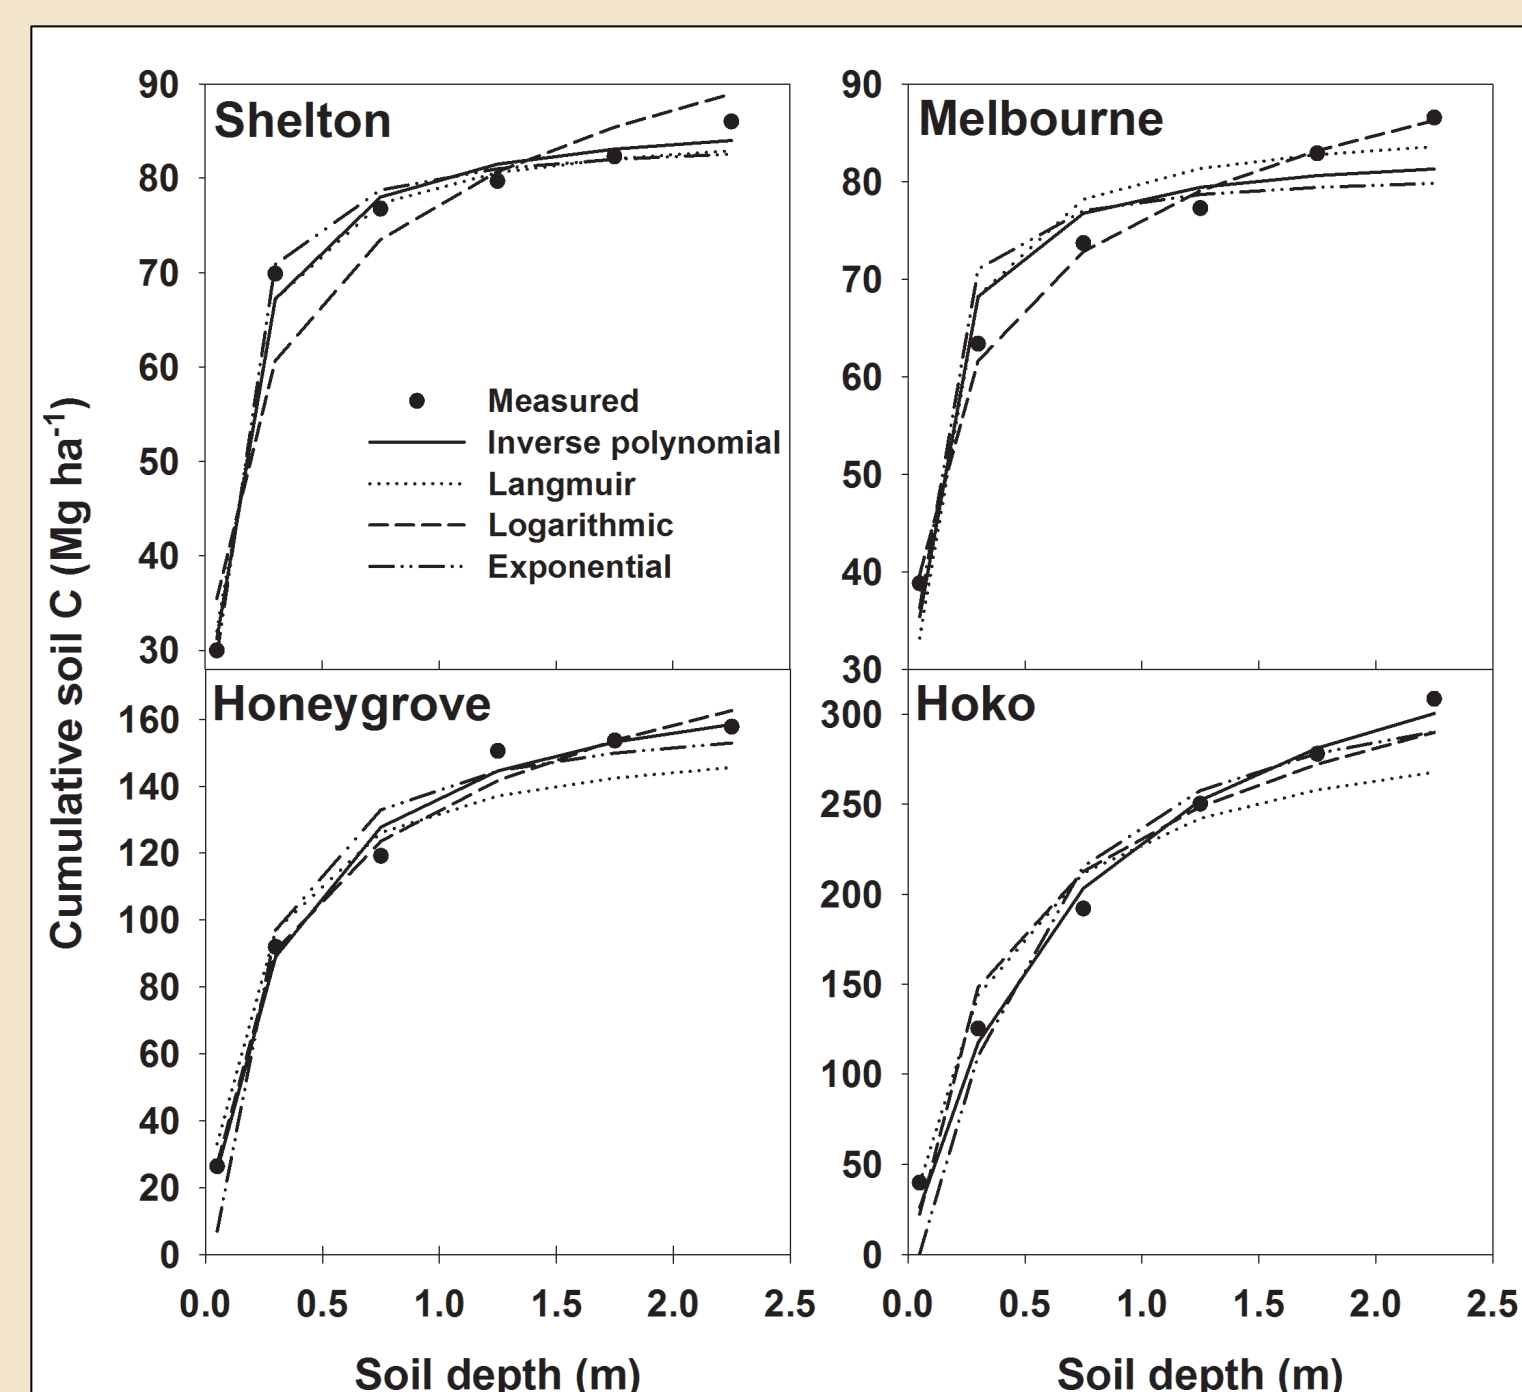 Cumulative soil C (Mg ha⁻¹)
Shelton
90
80
70
60
50
40
30
Measured
Inverse polynomial
Langmuir
Logarithmic
Exponential
Melbourne
90
80
70
60
50
40
30
Honeygrove
160
140
120
100
80
60
40
20
0
0.0 0.5 1.0 1.5 2.0 2.5
Soil depth (m)
Hoko
300
250
200
150
100
50
0
0.0 0.5 1.0 1.5 2.0 2.5
Soil depth (m)